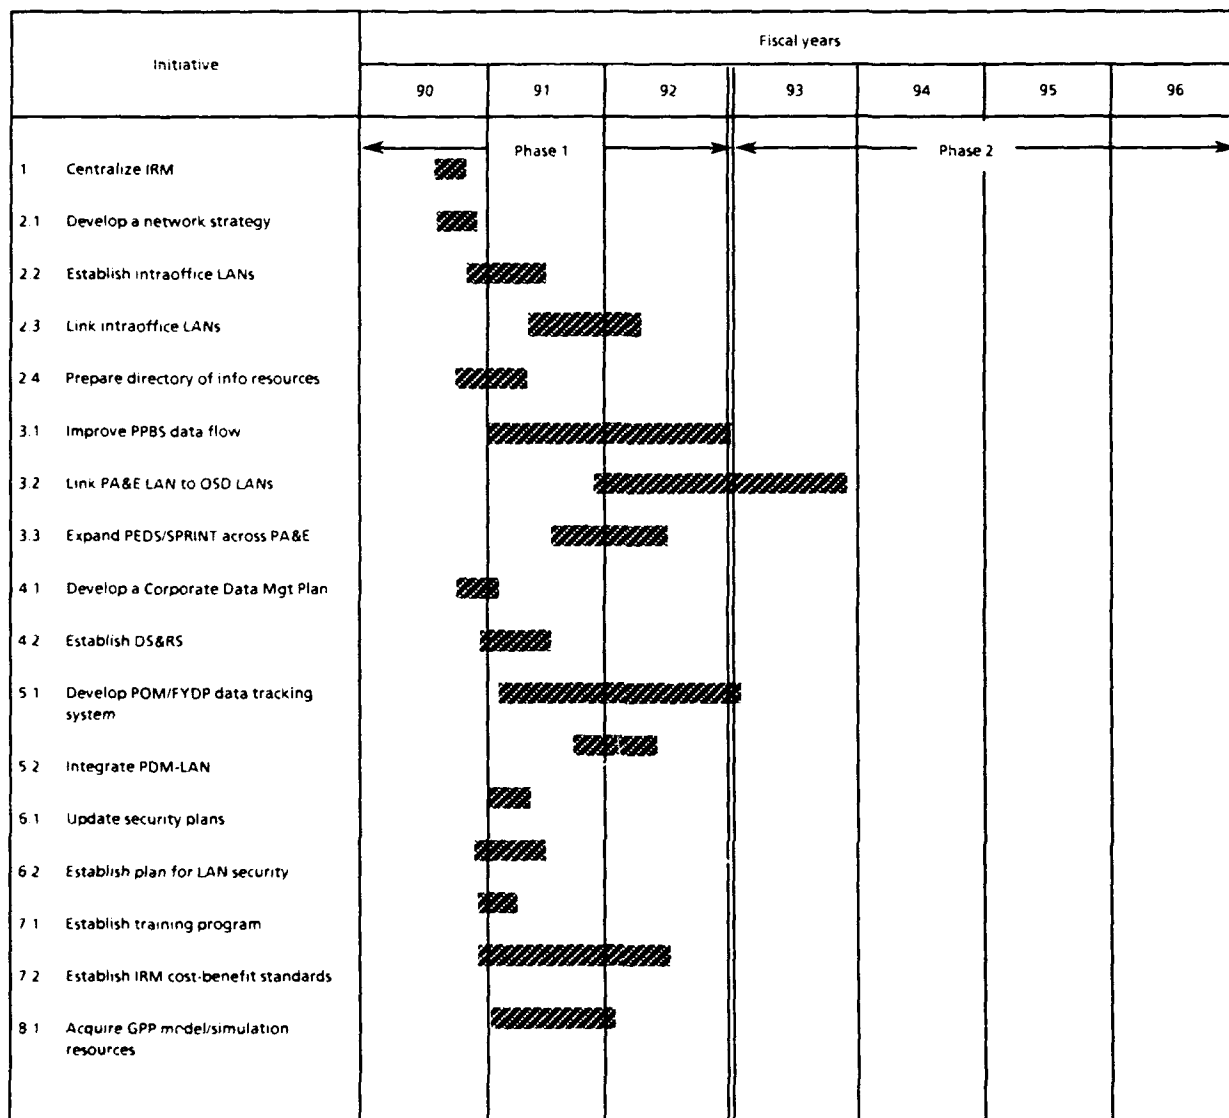 Initiative
Fiscal years
90 91 92 93 94 95 96
Phase 1 Phase 2
1 Centralize IRM
2.1 Develop a network strategy
2.2 Establish intraoffice LANs
2.3 Link intraoffice LANs
2.4 Prepare directory of info resources
3.1 Improve PPBS data flow
3.2 Link PA&E LAN to OSD LANs
3.3 Expand PEDS/SPRINT across PA&E
4.1 Develop a Corporate Data Mgt Plan
4.2 Establish DS&RS
5.1 Develop POM/FYDP data tracking
system
5.2 Integrate PDM-LAN
6.1 Update security plans
6.2 Establish plan for LAN security
7.1 Establish training program
7.2 Establish IRM cost-benefit standards
8.1 Acquire GPP model/simulation
resources